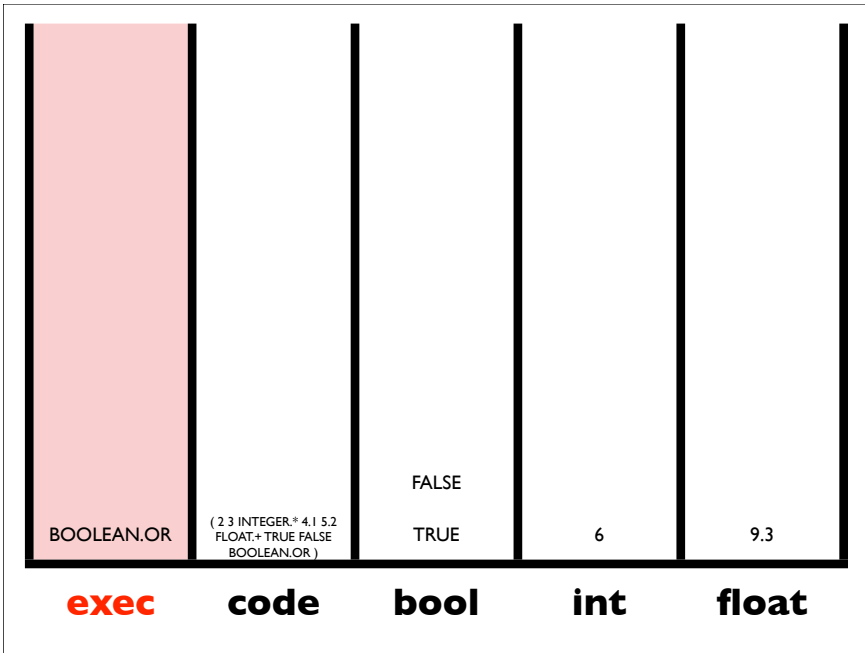 FALSE
BOOLEAN.OR
( 2 3 INTEGER.* 4.1 5.2
FLOAT.+ TRUE FALSE
BOOLEAN.OR )
TRUE
6
9.3
exec
code
bool
int
float